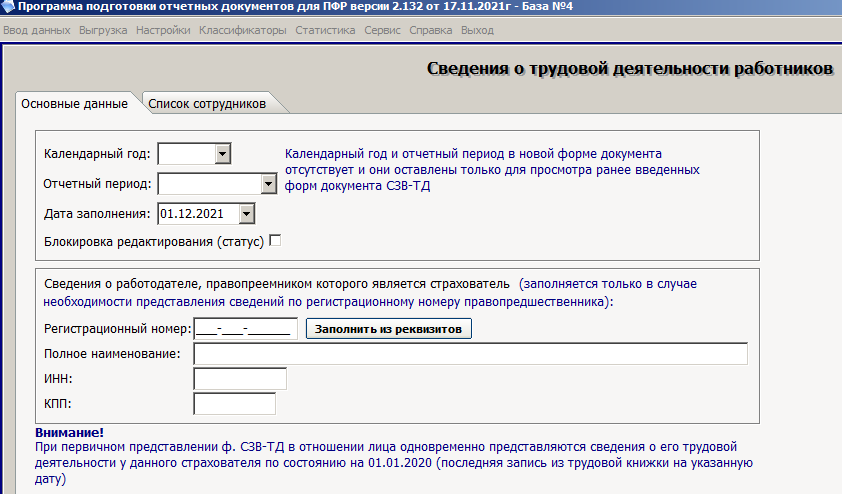 Программа подготовки отчетных документов для ПФР версии 2.132 от 17.11.2021г - База №4
Ввод данных Выгрузка Настройки Классификаторы Статистика Сервис Справка Выход
Сведения о трудовой деятельности работников
Основные данные Список сотрудников
Календарный год:
Календарный год и отчетный период в новой форме документа
отсутствует и они оставлены только для просмотра ранее введенных
форм документа СЗВ-ТД
Отчетный период:
Дата заполнения: 01.12.2021
Блокировка редактирования (статус)
Сведения о работодателе, правопреемником которого является страхователь (заполняется только в случае
необходимости представления сведений по регистрационному номеру правопредшественника):
Регистрационный номер: ___-___-______ Заполнить из реквизитов
Полное наименование:
ИНН:
КПП:
Внимание!
При первичном представлении ф. СЗВ-ТД в отношении лица одновременно представляются сведения о его трудовой
деятельности у данного страхователя по состоянию на 01.01.2020 (последняя запись из трудовой книжки на указанную
дату)